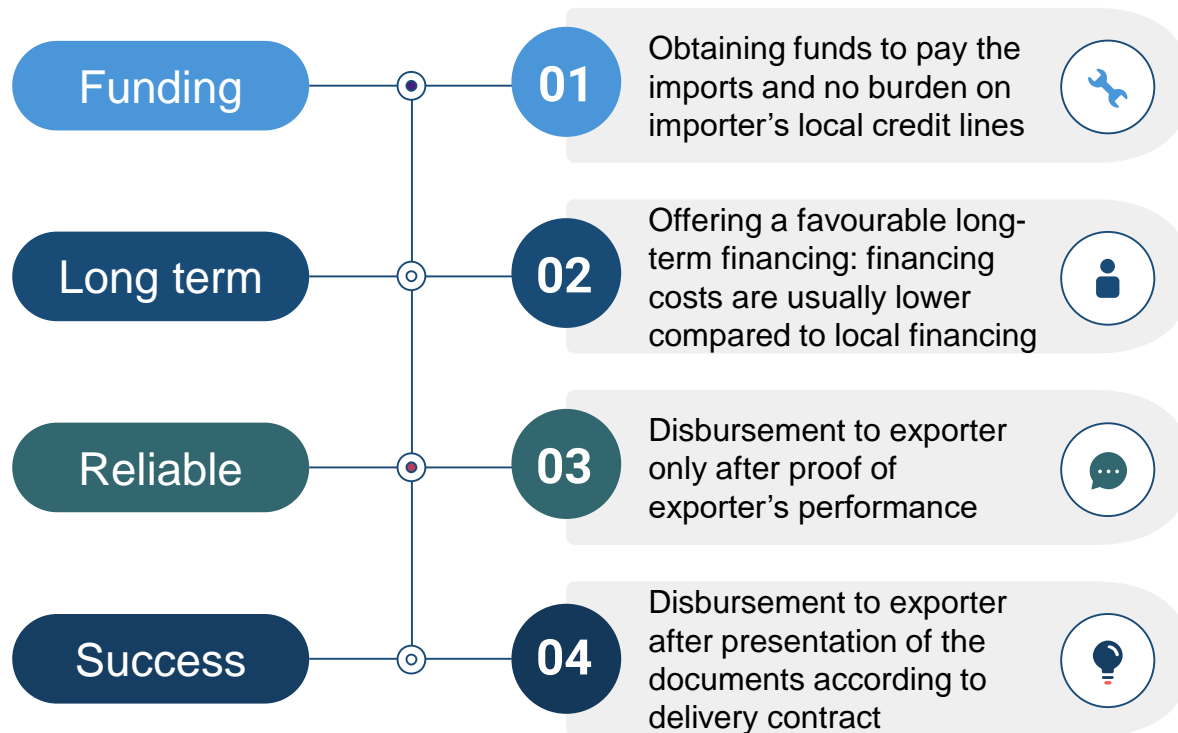 Funding
01
Obtaining funds to pay the
imports and no burden on
importer’s local credit lines
Long term
02
Offering a favourable long-
term financing: financing
costs are usually lower
compared to local financing
Reliable
03
Disbursement to exporter
only after proof of
exporter’s performance
Success
04
Disbursement to exporter
after presentation of the
documents according to
delivery contract